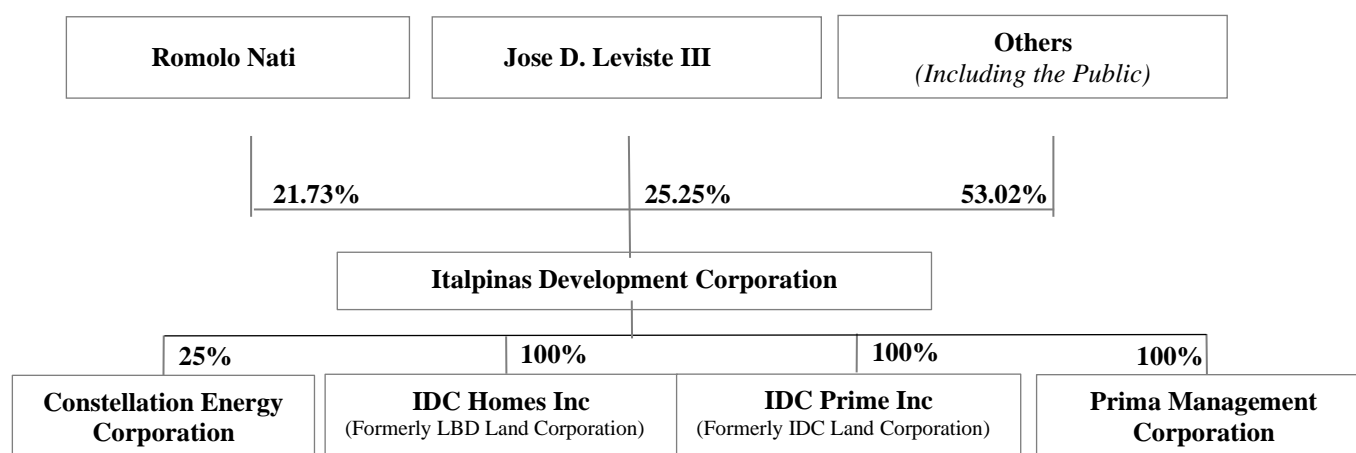 Romolo Nati
Jose D. Leviste III
Others
(Including the Public)
21.73%
25.25%
53.02%
Italpinas Development Corporation
25%
100%
100%
100%
Constellation Energy
Corporation
IDC Homes Inc
(Formerly LBD Land Corporation)
IDC Prime Inc
(Formerly IDC Land Corporation)
Prima Management
Corporation